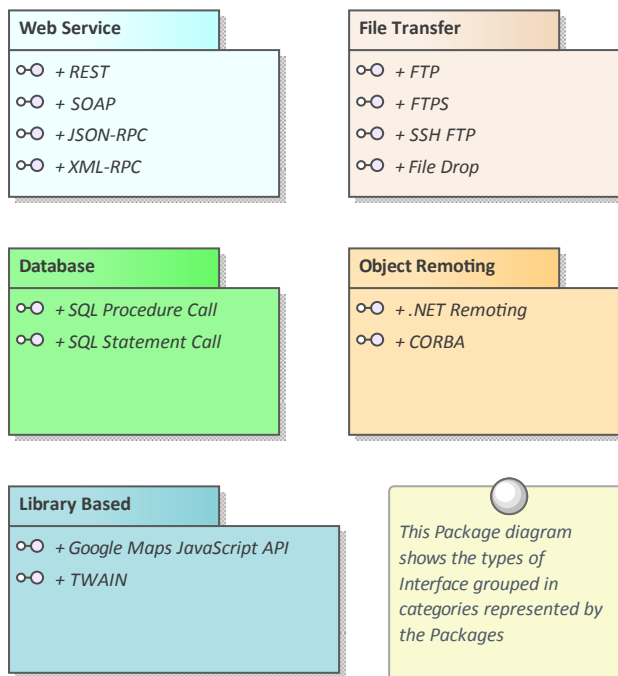 Web Service
+ REST
+ SOAP
+ JSON-RPC
+ XML-RPC
File Transfer
+ FTP
+ FTPS
+ SSH FTP
+ File Drop
Database
+ SQL Procedure Call
+ SQL Statement Call
Object Remoting
+ .NET Remoting
+ CORBA
Library Based
+ Google Maps JavaScript API
+ TWAIN
This Package diagram
shows the types of
Interface grouped in
categories represented by
the Packages